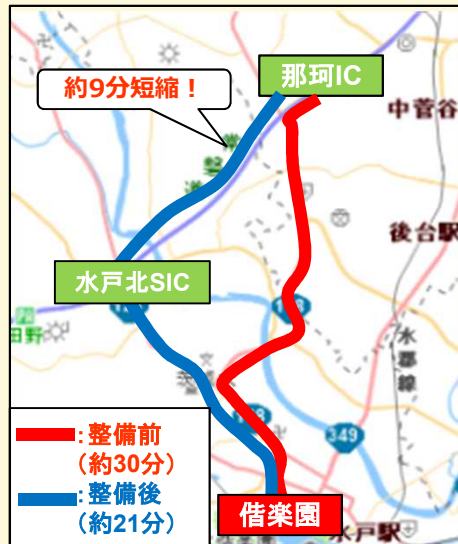 那珂IC
約9分短縮！
中菅谷
後台駅
水戸北SIC
田野
水郡線
349
：整備前
（約30分）
：整備後
（約21分）
偕楽園
水戸駅